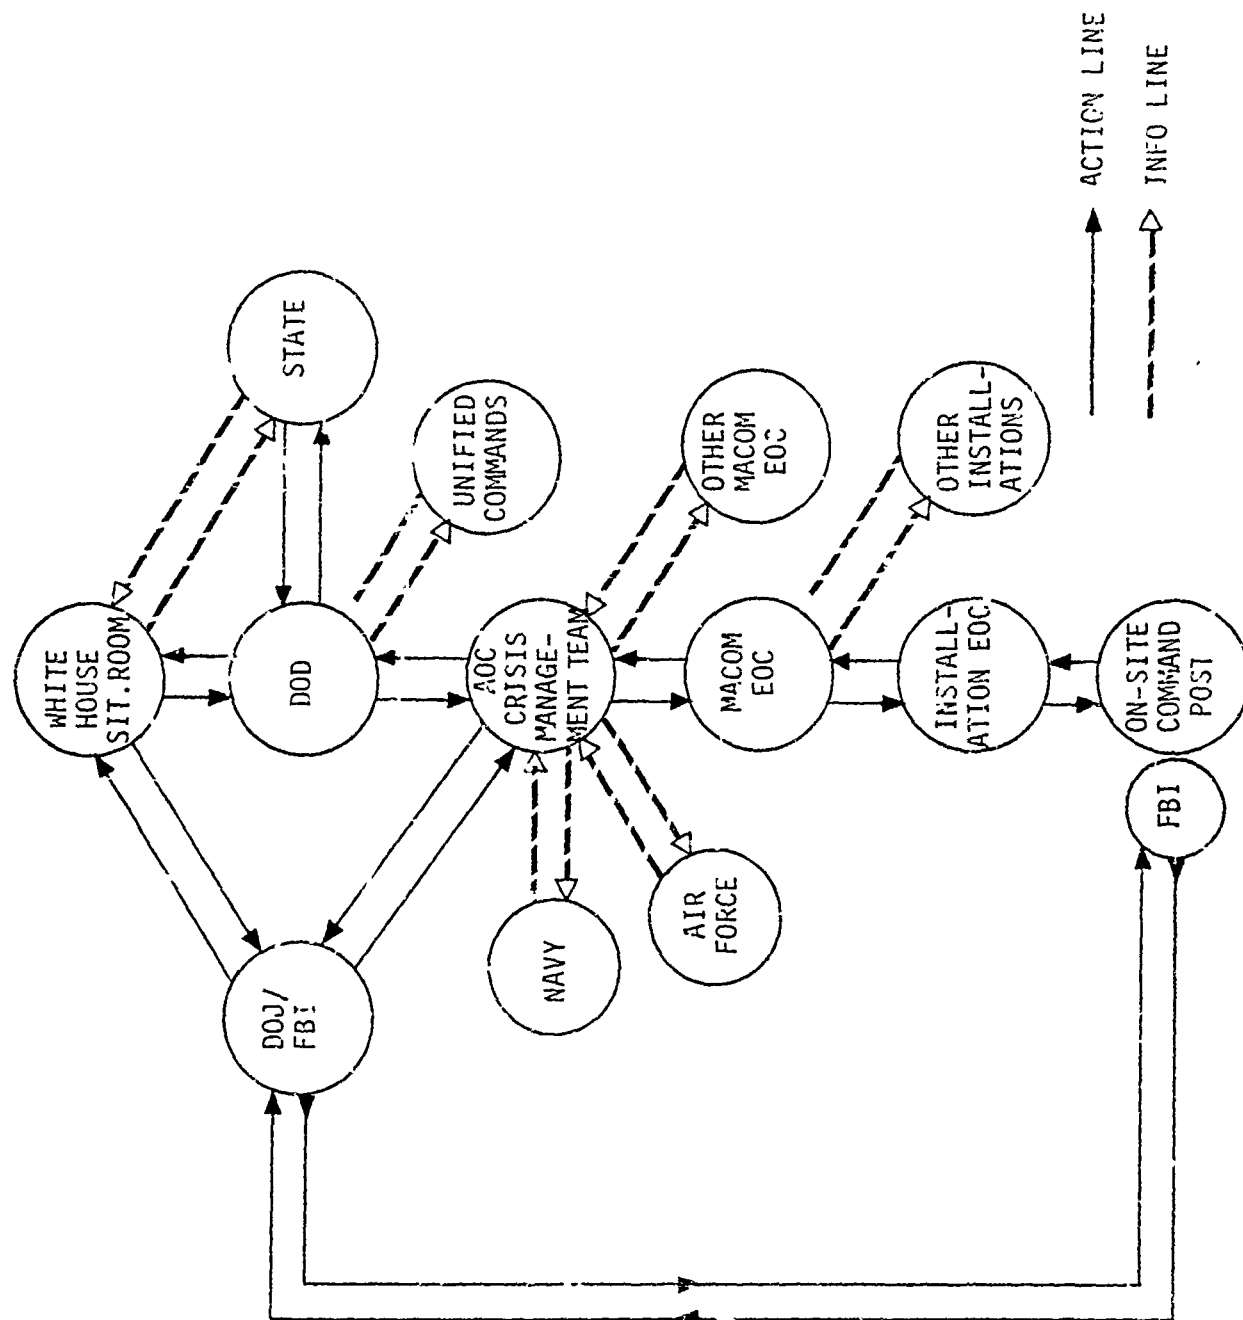 WHITE
HOUSE
SIT.ROOM
STATE
DOD
UNIFIED
COMMANDS
DOJ/
FBI
AOC
CRISIS
MANAGE-
MENT TEAM
NAVY
AIR
FORCE
OTHER
MACOM
EOC
MACOM
EOC
OTHER
INSTALL-
ATIONS
INSTALL-
ATION EOC
ON-SITE
COMMAND
POST
FBI
ACTION LINE
INFO LINE